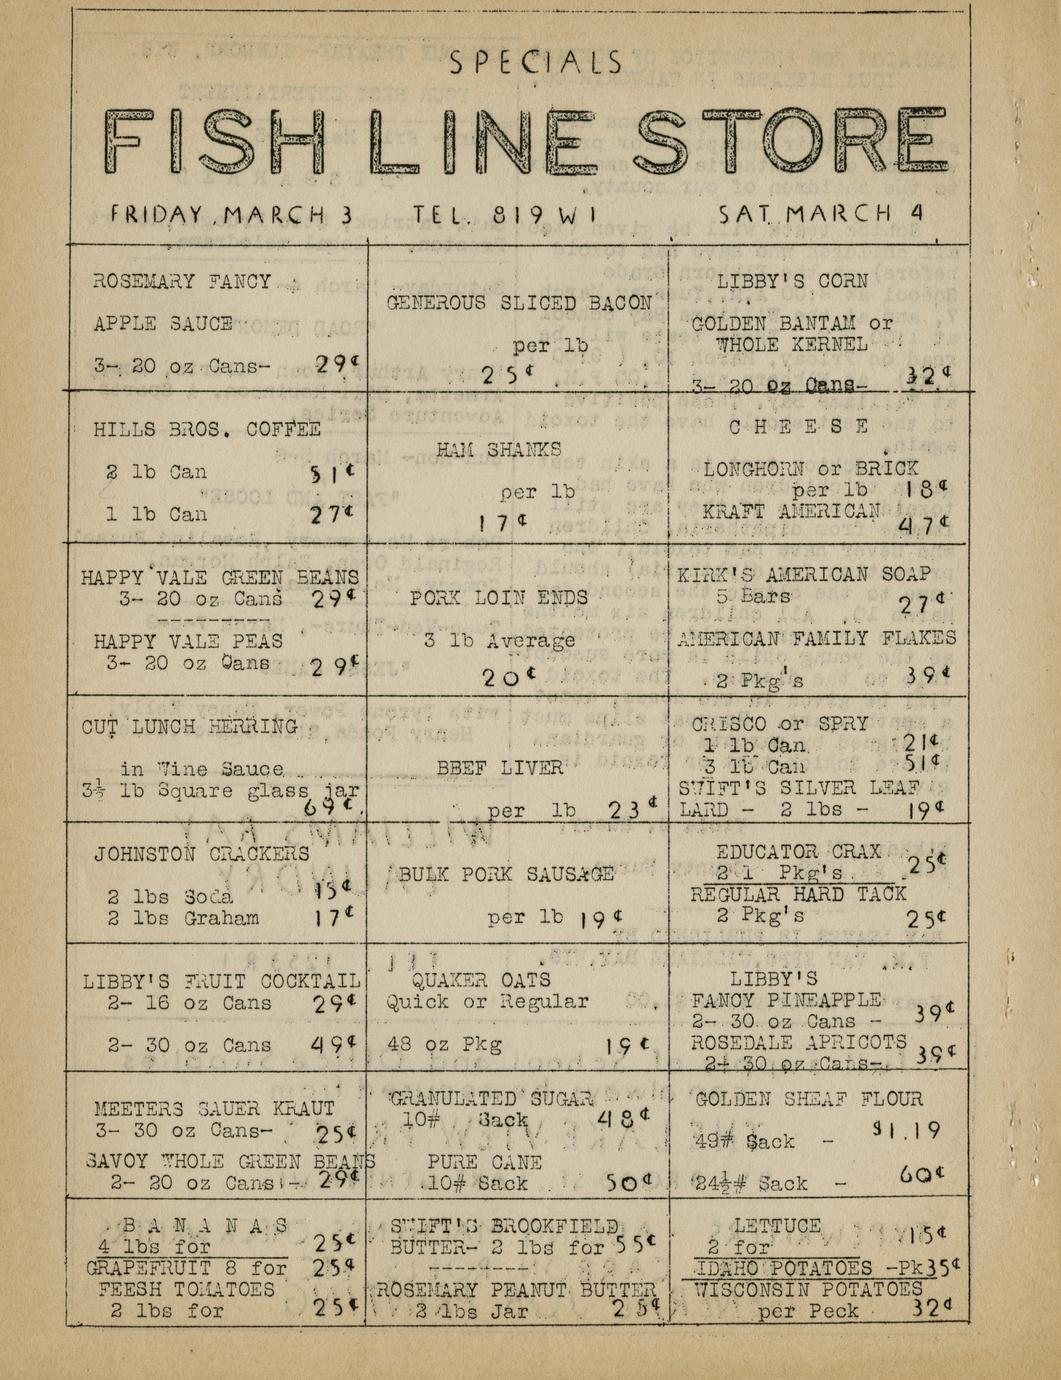 SPECIALS
FISH LINE STORE
FRIDAY, MARCH 3 TEL. 819W1 SAT. MARCH 4
ROSEMARY FANCY
APPLE SAUCE
3- 20 oz Cans- 29¢
GENEROUS SLICED BACON
per lb
25¢
LIBBY'S CORN
GOLDEN BANTAM or
WHOLE KERNEL
3- 20 oz Cans- 32¢
HILLS BROS. COFFEE
2 lb Can 51¢
1 lb Can 27¢
HAM SHANKS
per lb
17¢
CHEESE
LONGHORN or BRICK
per lb 18¢
KRAFT AMERICAN
47¢
HAPPY VALE GREEN BEANS
3- 20 oz Cans 29¢
---------
HAPPY VALE PEAS
3- 20 oz Cans 29¢
PORK LOIN ENDS
3 lb Average
20¢
KIRK'S AMERICAN SOAP
5 Bars 27¢
AMERICAN FAMILY FLAKES
2 Pkg's 39¢
CUT LUNCH HERRING
in Wine Sauce
3½ lb Square glass jar
69¢
BBEF LIVER
per lb 23¢
CRISCO or SPRY
1 lb Can 21¢
3 lb Can 51¢
SWIFT'S SILVER LEAF
LARD - 2 lbs - 19¢
JOHNSTON CRACKERS
2 lbs Soda 15¢
2 lbs Graham 17¢
BULK PORK SAUSAGE
per lb 19¢
EDUCATOR CRAX 25¢
2 1 Pkg's
REGULAR HARD TACK
2 Pkg's 25¢
LIBBY'S FRUIT COCKTAIL
2- 16 oz Cans 29¢
2- 30 oz Cans 49¢
QUAKER OATS
Quick or Regular
48 oz Pkg 19¢
LIBBY'S
FANCY PINEAPPLE
2- 30 oz Cans - 39¢
ROSEDALE APRICOTS
2- 30 oz Cans- 39¢
MEETERS SAUER KRAUT
3- 30 oz Cans- 25¢
SAVOY WHOLE GREEN BEANS
2- 20 oz Cans - 29¢
GRANULATED SUGAR
10# Sack 48¢
PURE CANE
10# Sack 50¢
GOLDEN SHEAF FLOUR
49# Sack - $1.19
24½# Sack - 60¢
BANANAS
4 lbs for 25¢
GRAPEFRUIT 8 for 25¢
FEESH TOMATOES
2 lbs for 25¢
SWIFT'S BROOKFIELD
BUTTER- 2 lbs for 55¢
---------
ROSEMARY PEANUT BUTTER
2 lbs Jar 25¢
LETTUCE
2 for 15¢
IDAHO POTATOES -Pk35¢
WISCONSIN POTATOES
per Peck 32¢